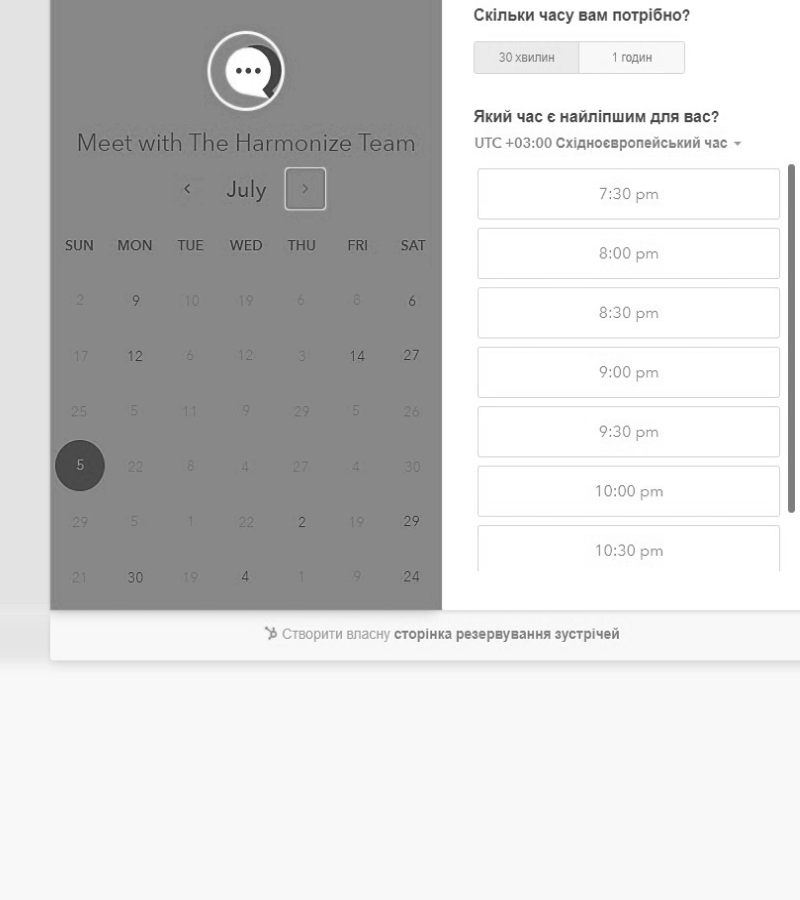 Meet with The Harmonize Team
July
SUN MON TUE WED THU FRI SAT
2 9 10 19 6 8 6
17 12 6 12 3 14 27
25 5 11 9 29 5 26
5 22 8 4 27 4 30
29 5 1 22 2 19 29
21 30 19 4 1 9 24
Скільки часу вам потрібно?
30 хвилин 1 годин
Який час є найліпшим для вас?
UTC +03:00 Східноєвропейський час
7:30 pm
8:00 pm
8:30 pm
9:00 pm
9:30 pm
10:00 pm
10:30 pm
Створити власну сторінка резервування зустрічей